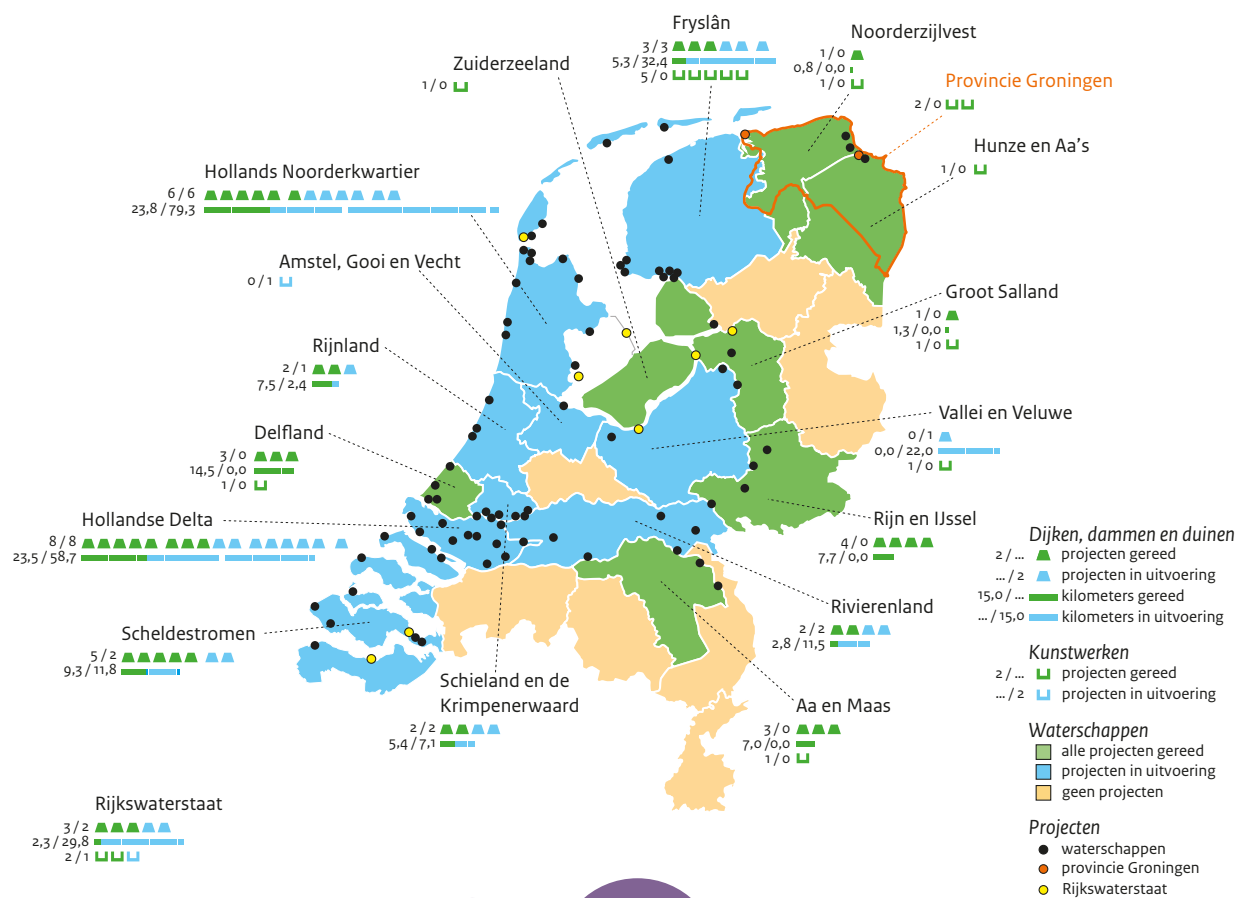 Fryslân
3 / 3
5,3 / 32,4
5 / 0
Noorderzijlvest
1 / 0
0,8 / 0,0
1 / 0
Zuiderzeeland
1 / 0
Provincie Groningen
2 / 0
Hunze en Aa's
1 / 0
Hollands Noorderkwartier
6 / 6
23,8 / 79,3
Amstel, Gooi en Vecht
0 / 1
Groot Salland
1 / 0
1,3 / 0,0
1 / 0
Rijnland
2 / 1
7,5 / 2,4
Vallei en Veluwe
0 / 1
0,0 / 22,0
1 / 0
Delfland
3 / 0
14,5 / 0,0
1 / 0
Hollandse Delta
8 / 8
23,5 / 58,7
Rijn en IJssel
4 / 0
7,7 / 0,0
Scheldestromen
5 / 2
9,3 / 11,8
Rivierenland
2 / 2
2,8 / 11,5
Schieland en de
Krimpenerwaard
2 / 2
5,4 / 7,1
Aa en Maas
3 / 0
7,0 / 0,0
1 / 0
Rijkswaterstaat
3 / 2
2,3 / 29,8
2 / 1
Dijken, dammen en duinen
2 / ... projecten gereed
... / 2 projecten in uitvoering
15,0 / ... kilometers gereed
... / 15,0 kilometers in uitvoering
Kunstwerken
2 / ... projecten gereed
... / 2 projecten in uitvoering
Waterschappen
alle projecten gereed
projecten in uitvoering
geen projecten
Projecten
waterschappen
provincie Groningen
Rijkswaterstaat